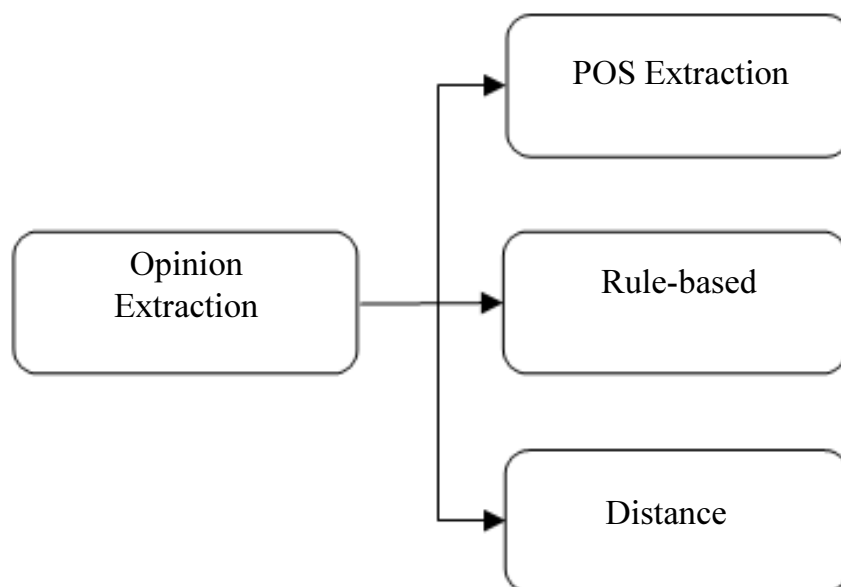 POS Extraction
Opinion
Extraction
Rule-based
Distance